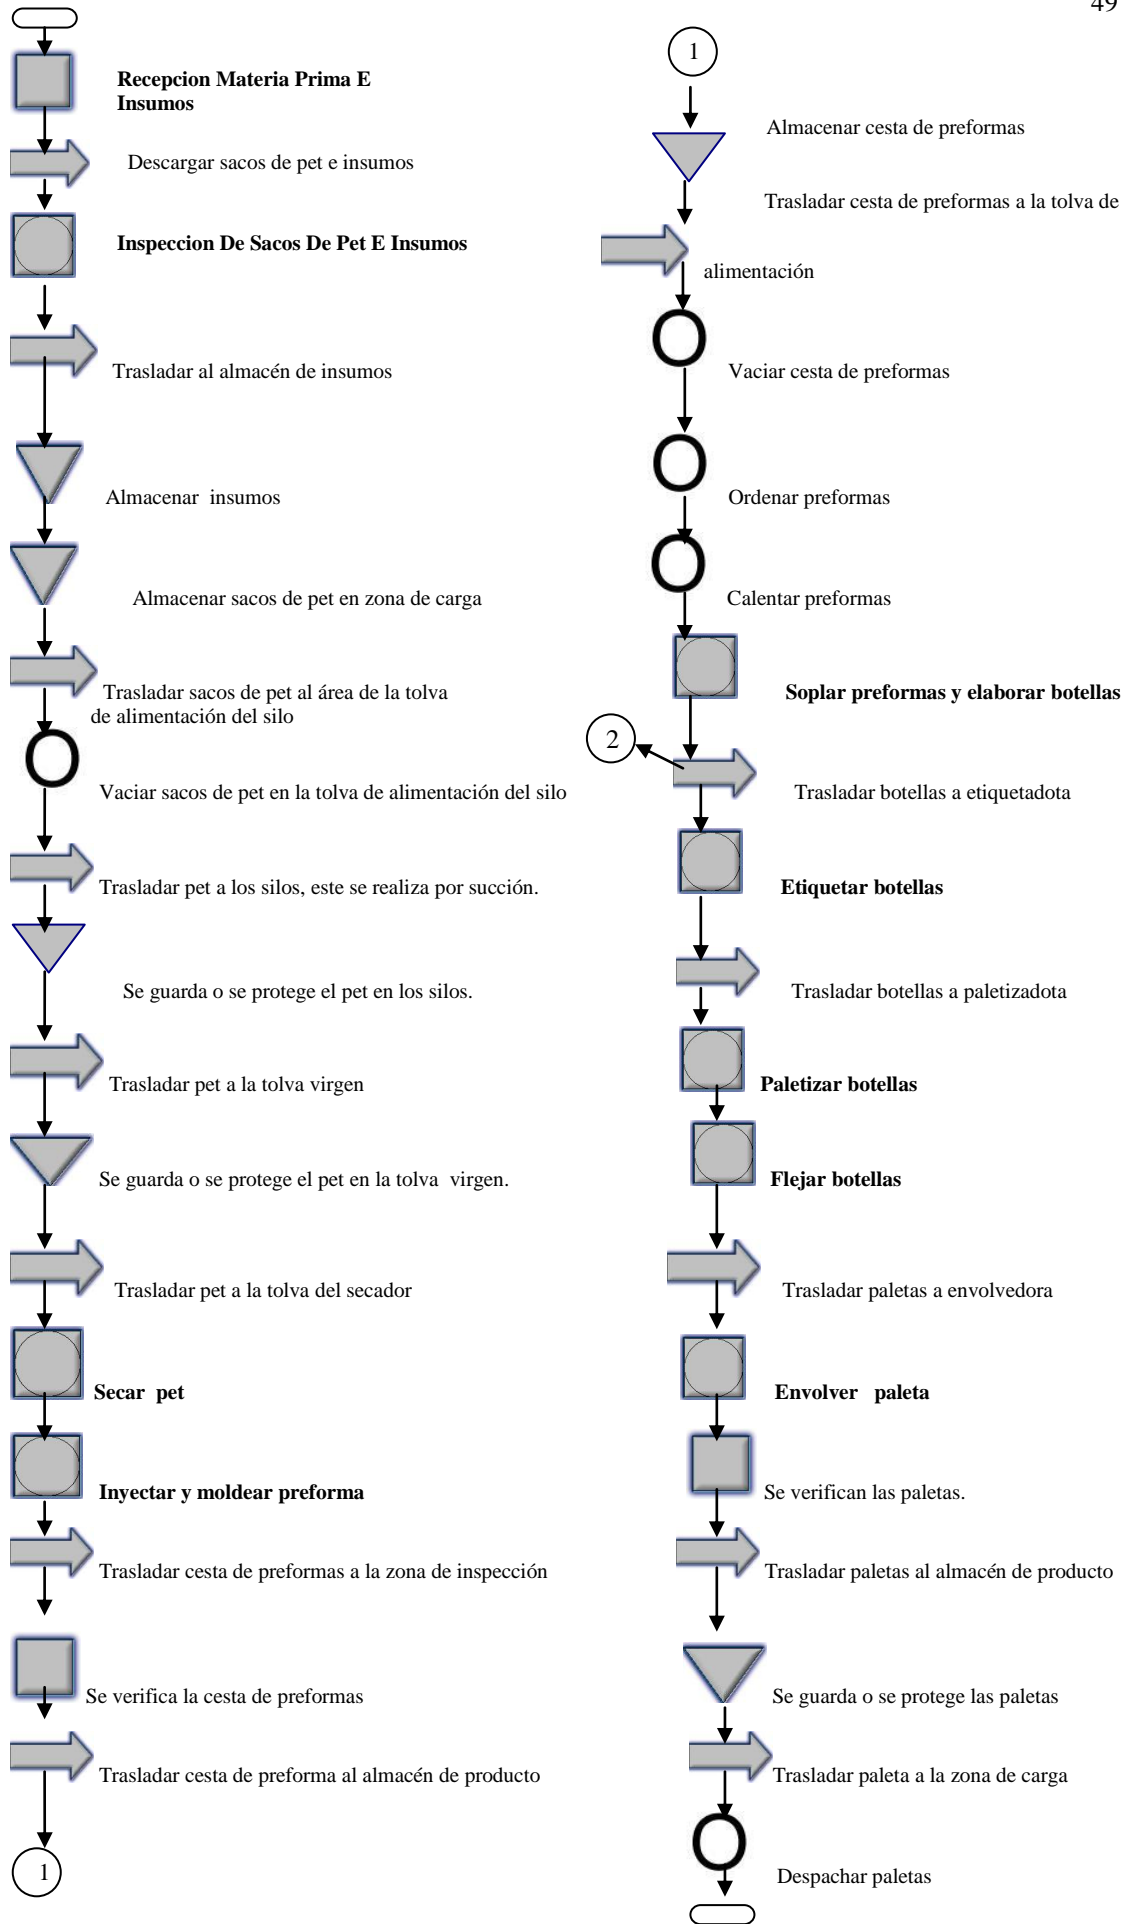 49
Recepcion Materia Prima E
Insumos
Descargar sacos de pet e insumos
Inspeccion De Sacos De Pet E Insumos
Trasladar al almacén de insumos
Almacenar insumos
Almacenar sacos de pet en zona de carga
Trasladar sacos de pet al área de la tolva
de alimentación del silo
Vaciar sacos de pet en la tolva de alimentación del silo
Trasladar pet a los silos, este se realiza por succión.
Se guarda o se protege el pet en los silos.
Trasladar pet a la tolva virgen
Se guarda o se protege el pet en la tolva virgen.
Trasladar pet a la tolva del secador
Secar pet
Inyectar y moldear preforma
Trasladar cesta de preformas a la zona de inspección
Se verifica la cesta de preformas
Trasladar cesta de preforma al almacén de producto
1
1
Almacenar cesta de preformas
Trasladar cesta de preformas a la tolva de
alimentación
Vaciar cesta de preformas
Ordenar preformas
Calentar preformas
Soplar preformas y elaborar botellas
2
Trasladar botellas a etiquetadota
Etiquetar botellas
Trasladar botellas a paletizadota
Paletizar botellas
Flejar botellas
Trasladar paletas a envolvedora
Envolver paleta
Se verifican las paletas.
Trasladar paletas al almacén de producto
Se guarda o se protege las paletas
Trasladar paleta a la zona de carga
Despachar paletas